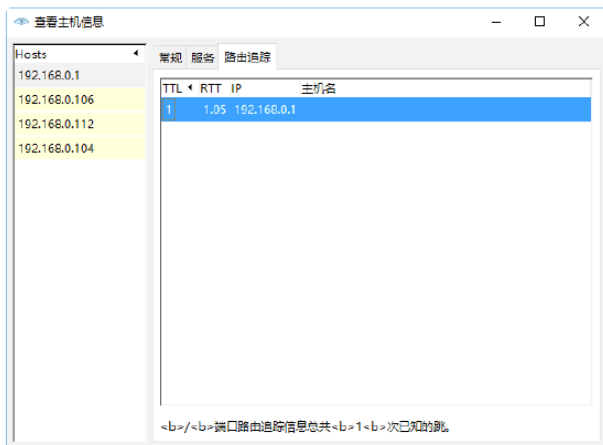 查看主机信息
Hosts
192.168.0.1
192.168.0.106
192.168.0.112
192.168.0.104
常规 服务 路由追踪
TTL RTT IP 主机名
1 1.05 192.168.0.1
<b>/<b>端口路由追踪信息总共<b>1<b>次已知的跳。